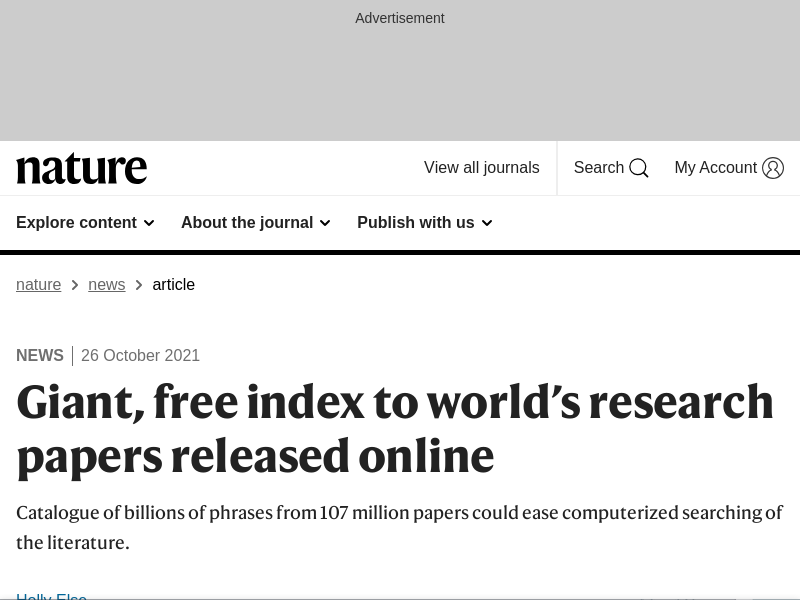 Advertisement
nature
View all journals
Search
My Account
Explore content
About the journal
Publish with us
nature > news > article
NEWS | 26 October 2021
Giant, free index to world’s research
papers released online
Catalogue of billions of phrases from 107 million papers could ease computerized searching of
the literature.
Holly Else